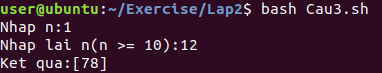 user@ubuntu:~/Exercise/Lap2$ bash Cau3.sh
Nhap n:1
Nhap lai n(n >= 10):12
Ket qua:[78]